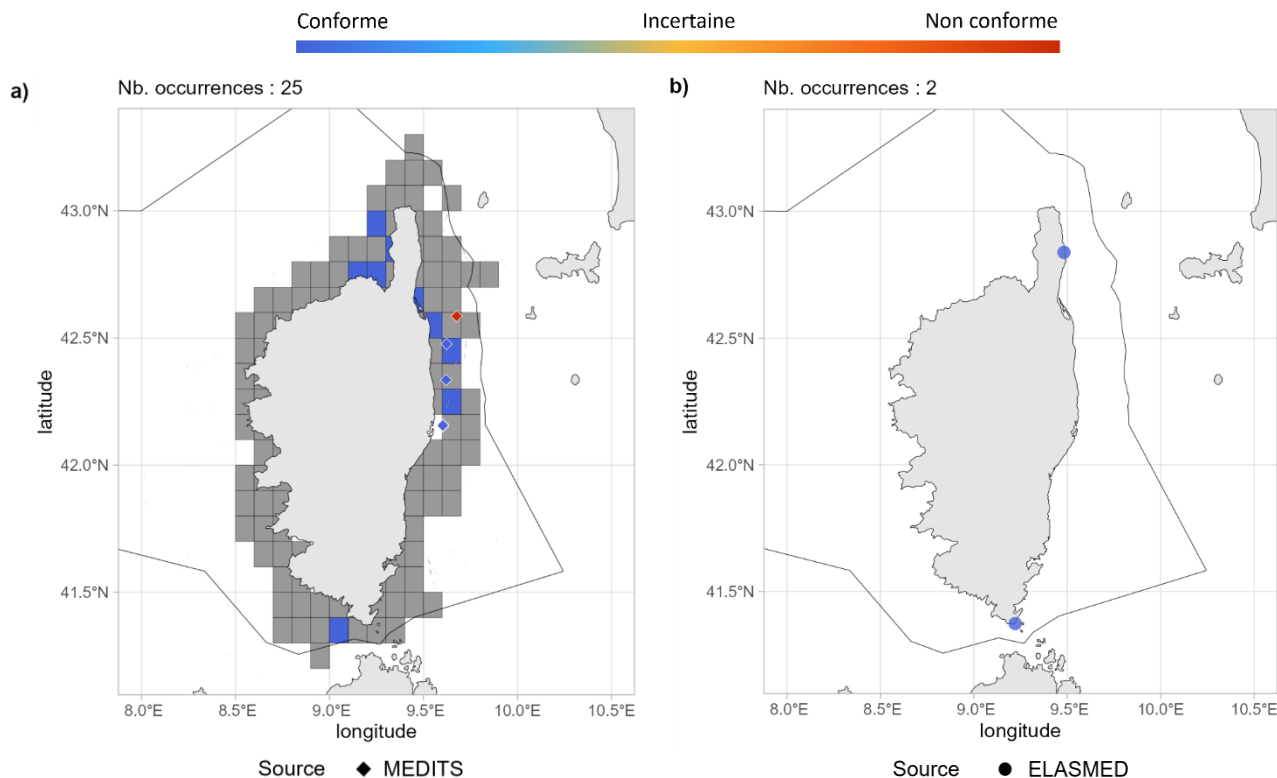 Conforme Incertaine Non conforme
a) Nb. occurrences : 25
b) Nb. occurrences : 2
43.0°N
42.5°N
42.0°N
41.5°N
latitude
8.0°E 8.5°E 9.0°E 9.5°E 10.0°E 10.5°E
longitude
Source MEDITS
43.0°N
42.5°N
42.0°N
41.5°N
latitude
8.0°E 8.5°E 9.0°E 9.5°E 10.0°E 10.5°E
longitude
Source ELASMED